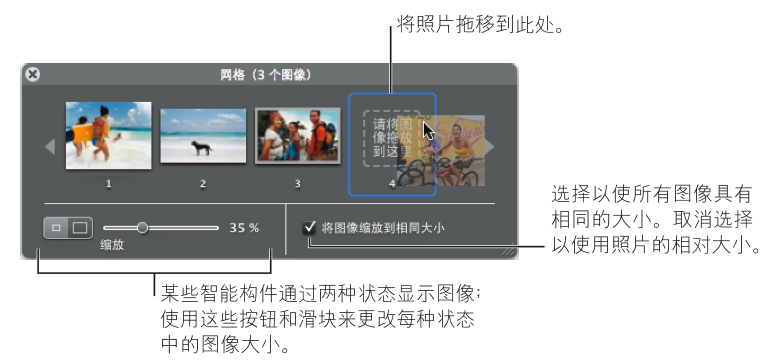 将照片拖移到此处。
网格（3 个图像）
请将图
像拖放
到这里
1
2
3
4
35 %
将图像缩放到相同大小
缩放
选择以使所有图像具有
相同的大小。取消选择
以使用照片的相对大小。
某些智能构件通过两种状态显示图像；
使用这些按钮和滑块来更改每种状态
中的图像大小。